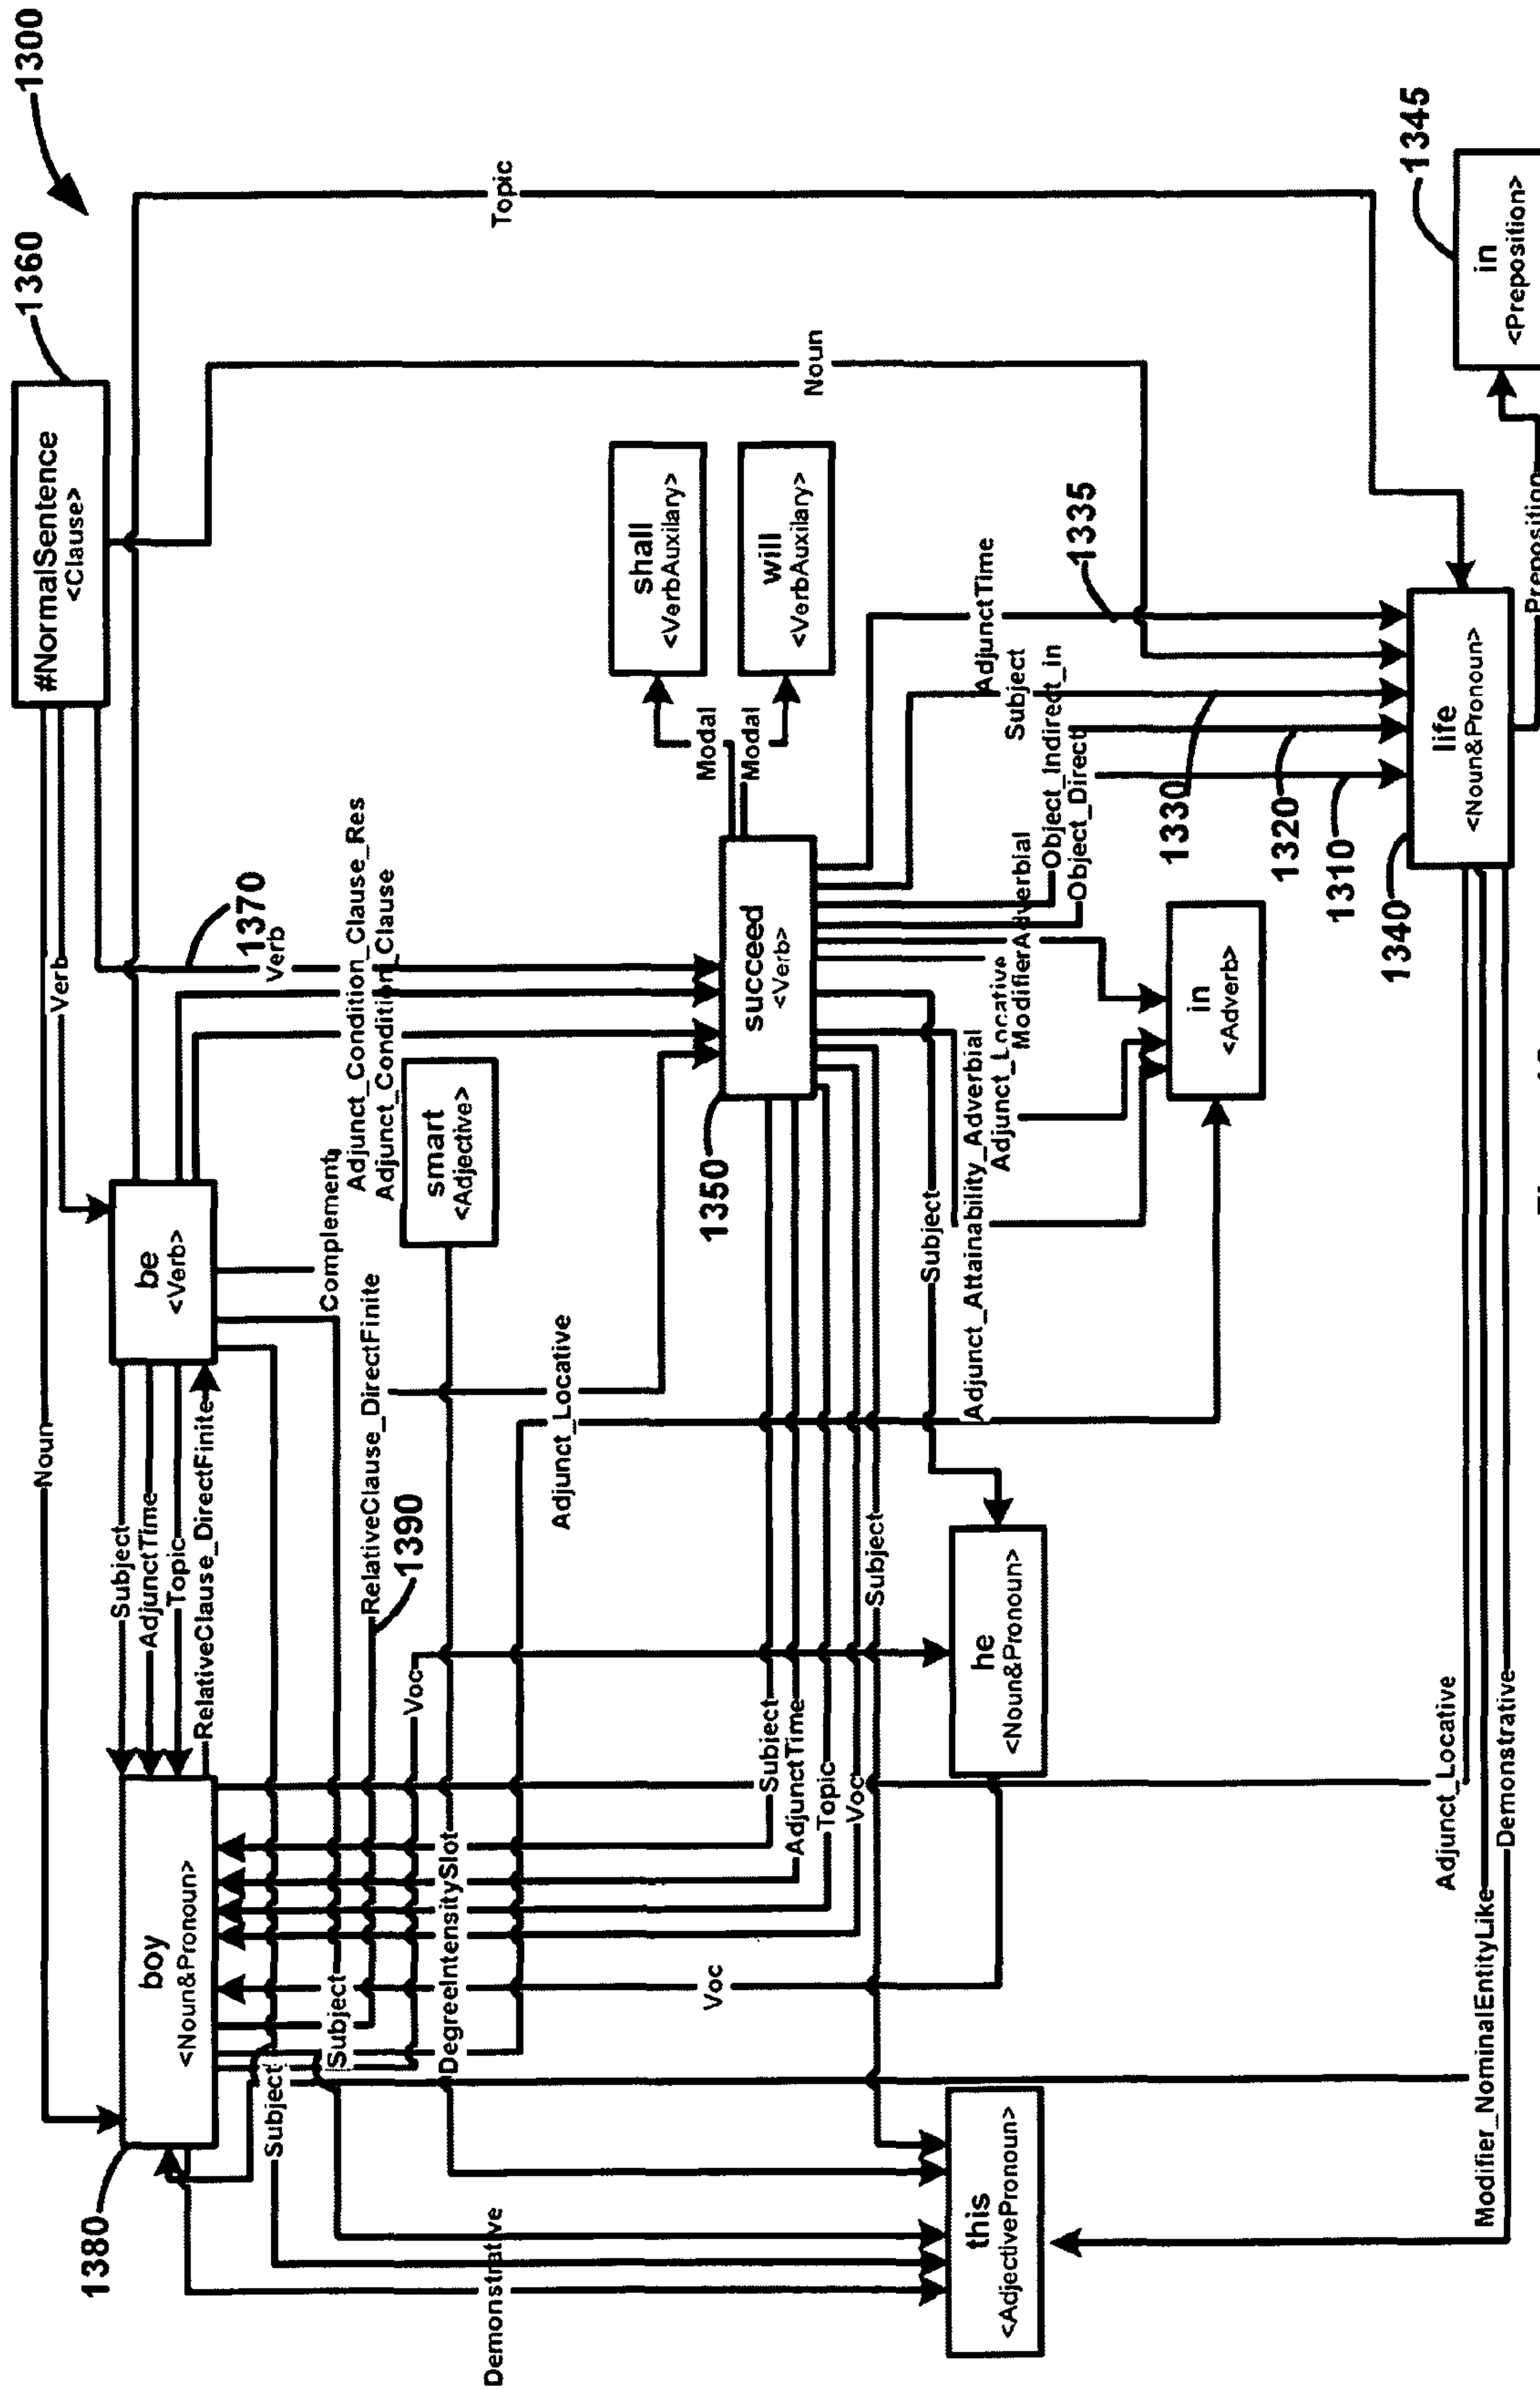 1300
1360
#NormalSentence
<Clause>
Topic
Noun
Verb
Noun
1370
Verb
be
<Verb>
Subject
AdjunctTime
Topic
RelativeClause_DirectFinite
boy
<Noun&Pronoun>
1380
Complement
Adjunct_Condition_Clause_Res
Adjunct_Condition_Clause
smart
<Adjective>
RelativeClause_DirectFinite
1390
Adjunct_Locative
Voc
DegreeIntensitySlot
Subject
Subject
Demonstrative
shall
<VerbAuxilary>
will
<VerbAuxilary>
Modal
Modal
succeed
<Verb>
1350
AdjunctTime
Subject
Object_Indirect_in
Object_Direct
ModifierAdverbial
Adjunct_Locative
Adjunct_Attainability_Adverbial
Subject
Subject
Subject
AdjunctTime
Topic
Voc
Voc
he
<Noun&Pronoun>
this
<AdjectivePronoun>
in
<Adverb>
1335
1330
1320
1310
1340
life
<Noun&Pronoun>
1345
in
<Preposition>
Preposition
Adjunct_Locative
Modifier_NominalEntityLike
Demonstrative